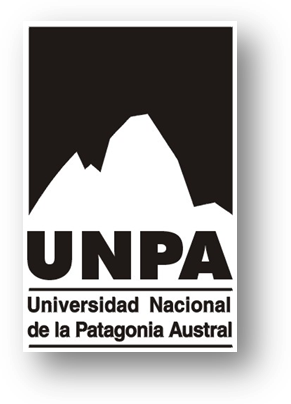 UNPA
Universidad Nacional
de la Patagonia Austral